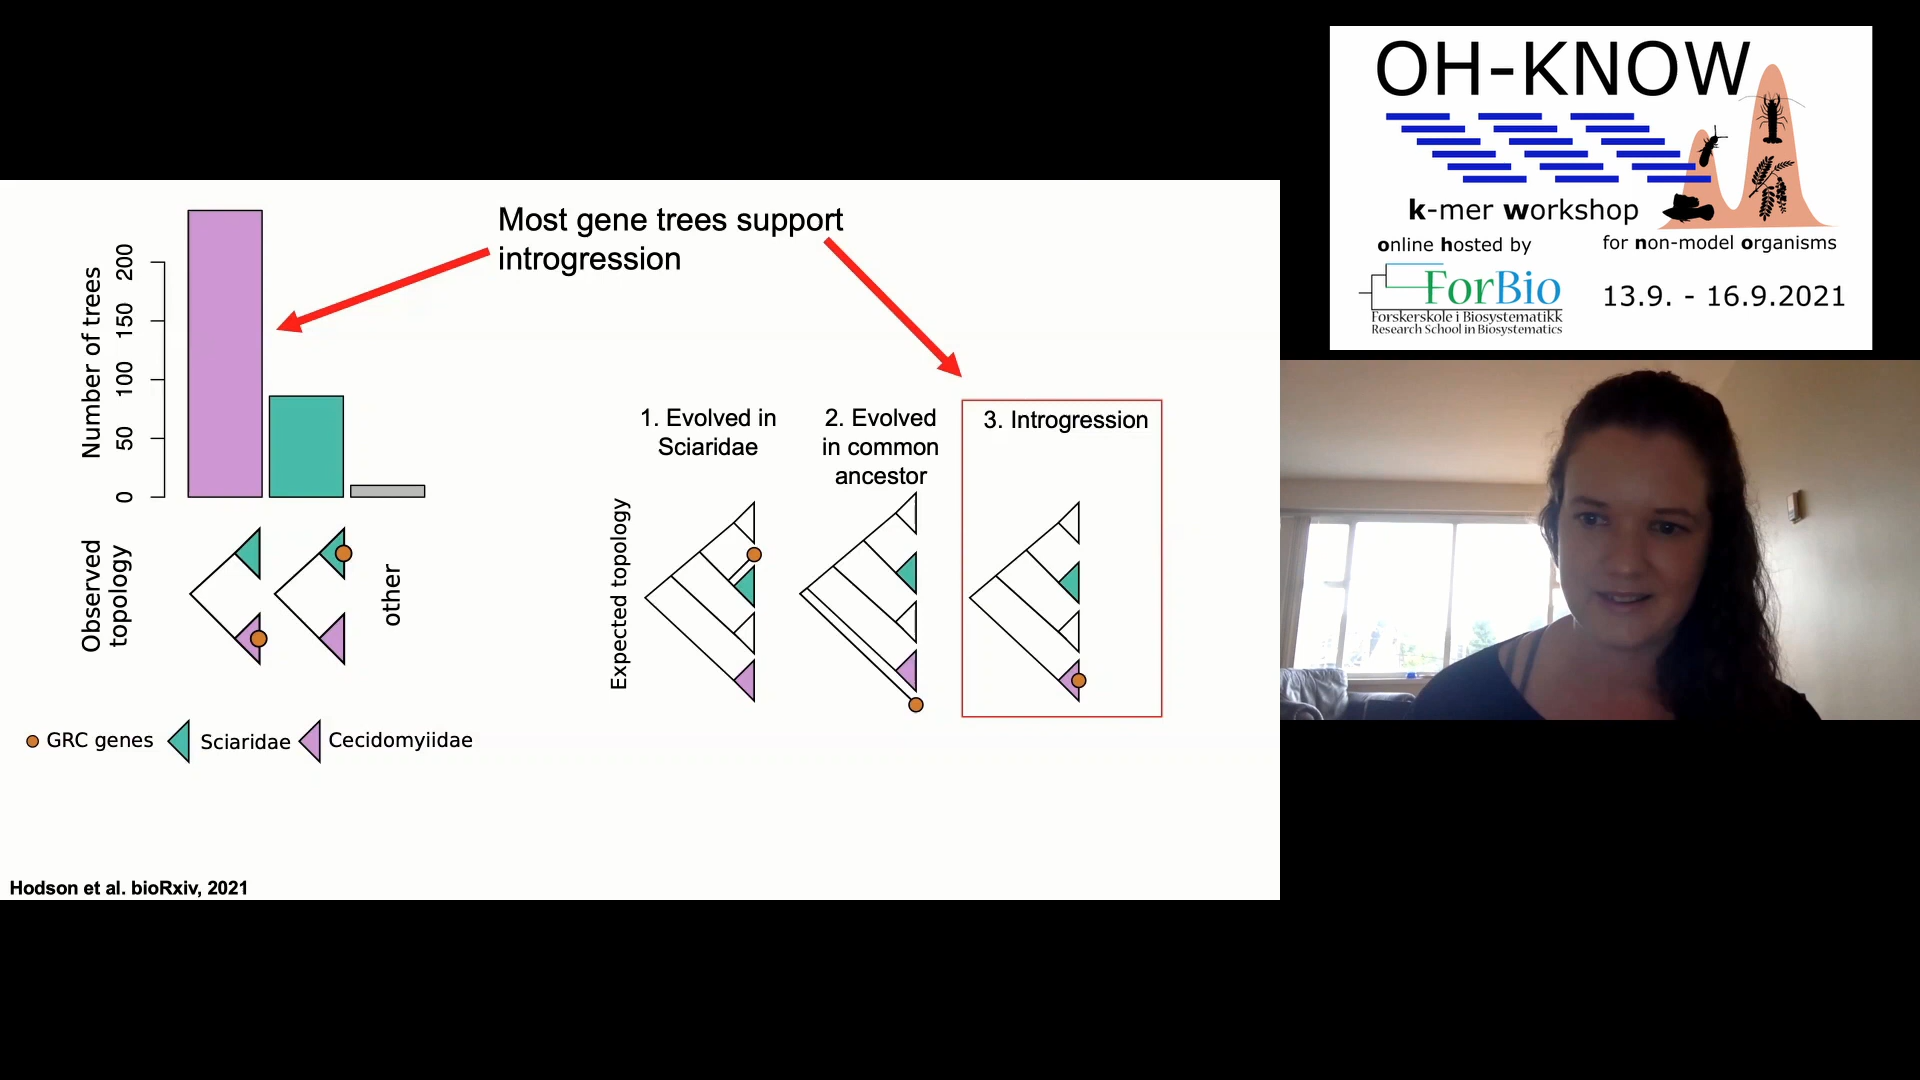 Most gene trees support
introgression
Number of trees
200
150
100
50
0
Observed
topology
other
GRC genes
Sciaridae
Cecidomyiidae
1. Evolved in
Sciaridae
2. Evolved
in common
ancestor
3. Introgression
Expected topology
Hodson et al. bioRxiv, 2021
OH-KNOW
k-mer workshop
online hosted by
for non-model organisms
ForBio
Forskerskole i Biosystematikk
Research School in Biosystematics
13.9. - 16.9.2021